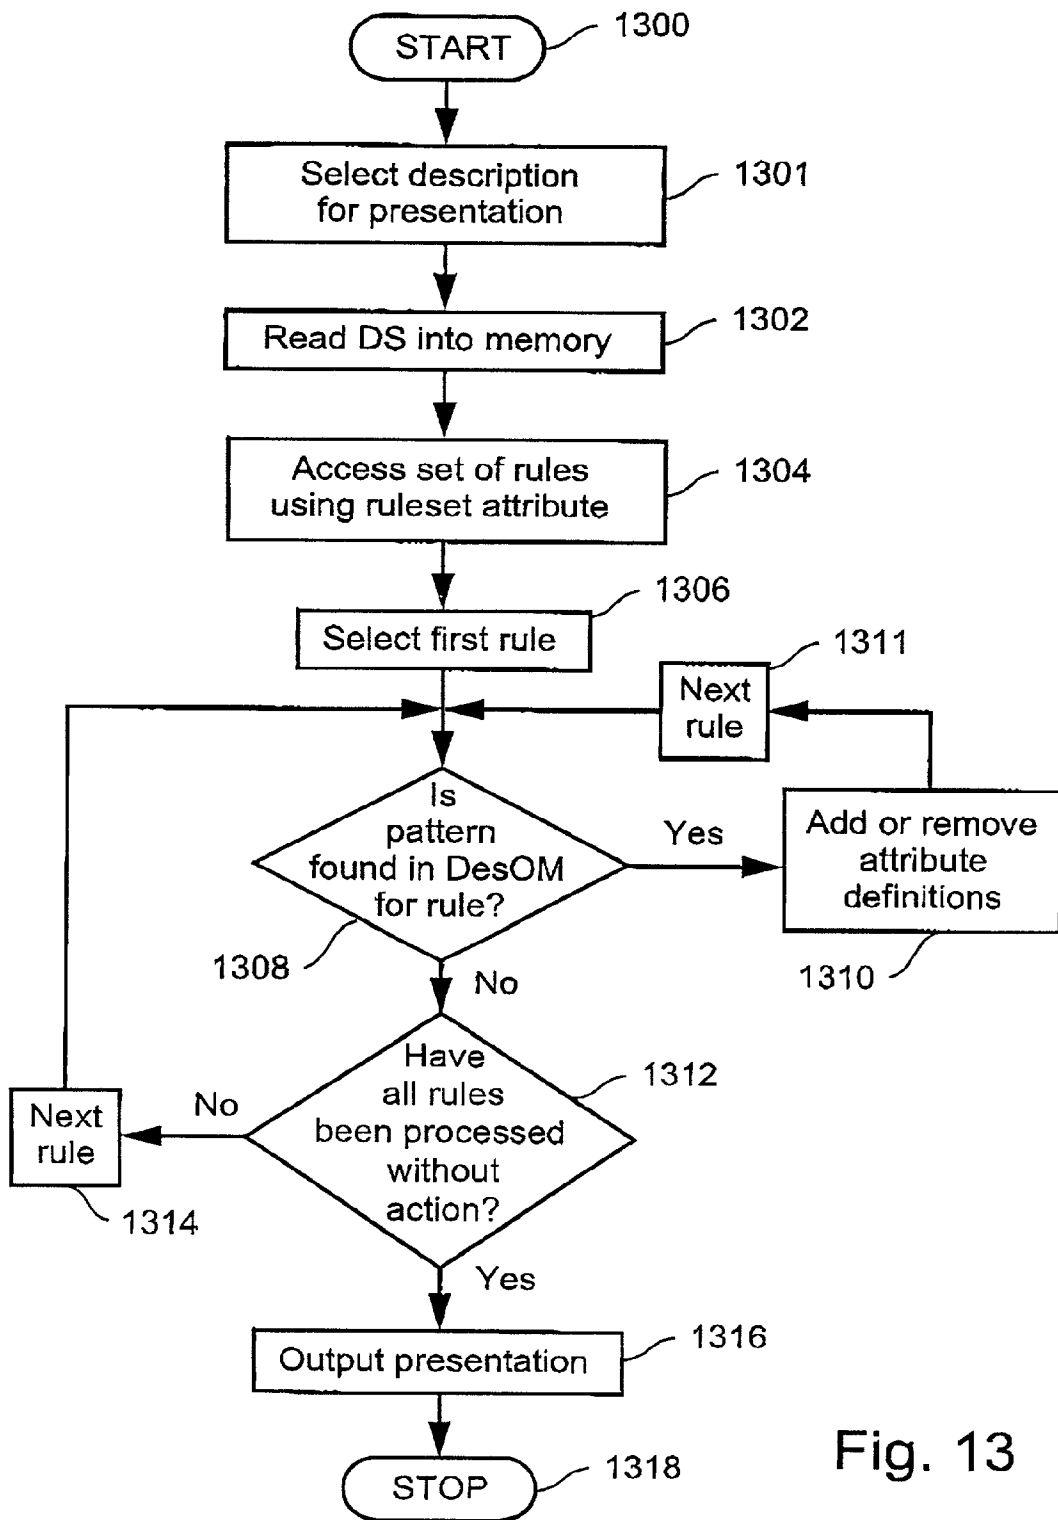 START
1300
Select description
for presentation
1301
Read DS into memory
1302
Access set of rules
using ruleset attribute
1304
Select first rule
1306
Next
rule
1311
Is
pattern
found in DesOM
for rule?
1308
Yes
Add or remove
attribute
definitions
1310
No
Have
all rules
been processed
without
action?
1312
No
Next
rule
1314
Yes
Output presentation
1316
STOP
1318
Fig. 13